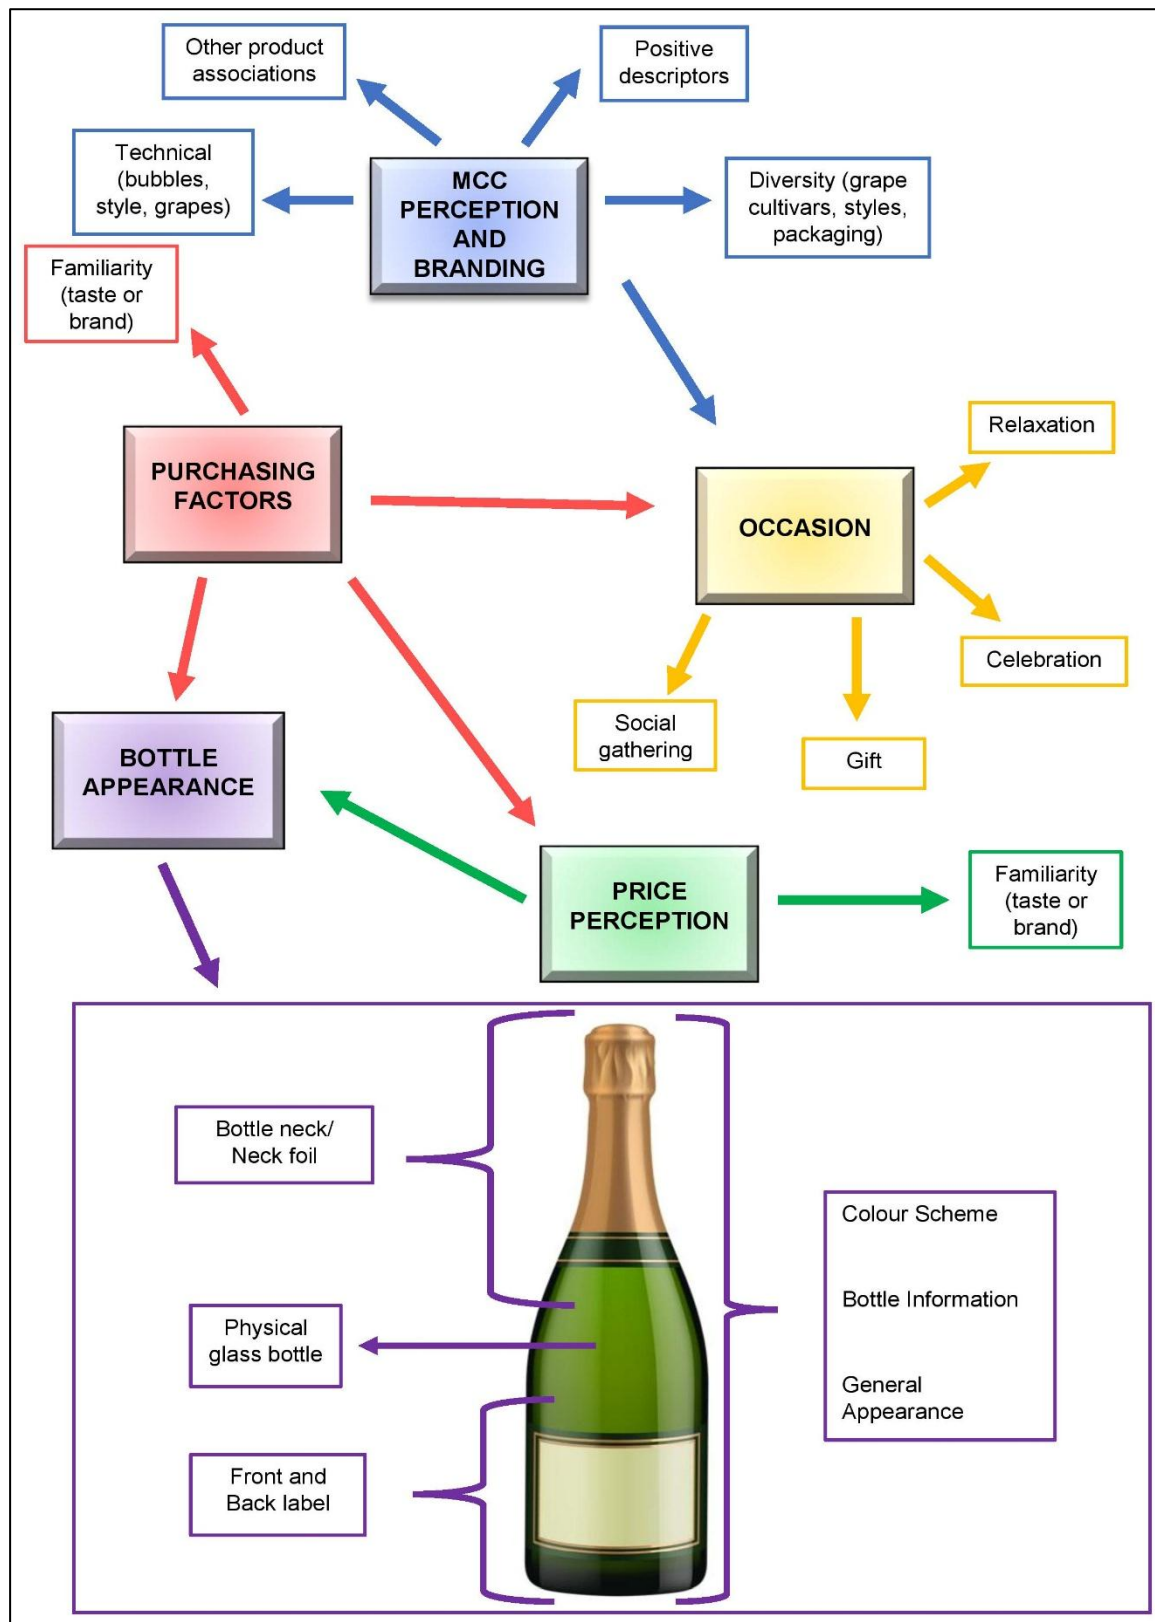 Other product
associations
Positive
descriptors
Technical
(bubbles,
style, grapes)
MCC
PERCEPTION
AND
BRANDING
Diversity (grape
cultivars, styles,
packaging)
Familiarity
(taste or
brand)
PURCHASING
FACTORS
Relaxation
OCCASION
Celebration
Social
gathering
Gift
BOTTLE
APPEARANCE
PRICE
PERCEPTION
Familiarity
(taste or
brand)
Bottle neck/
Neck foil
Physical
glass bottle
Front and
Back label
Colour Scheme
Bottle Information
General
Appearance